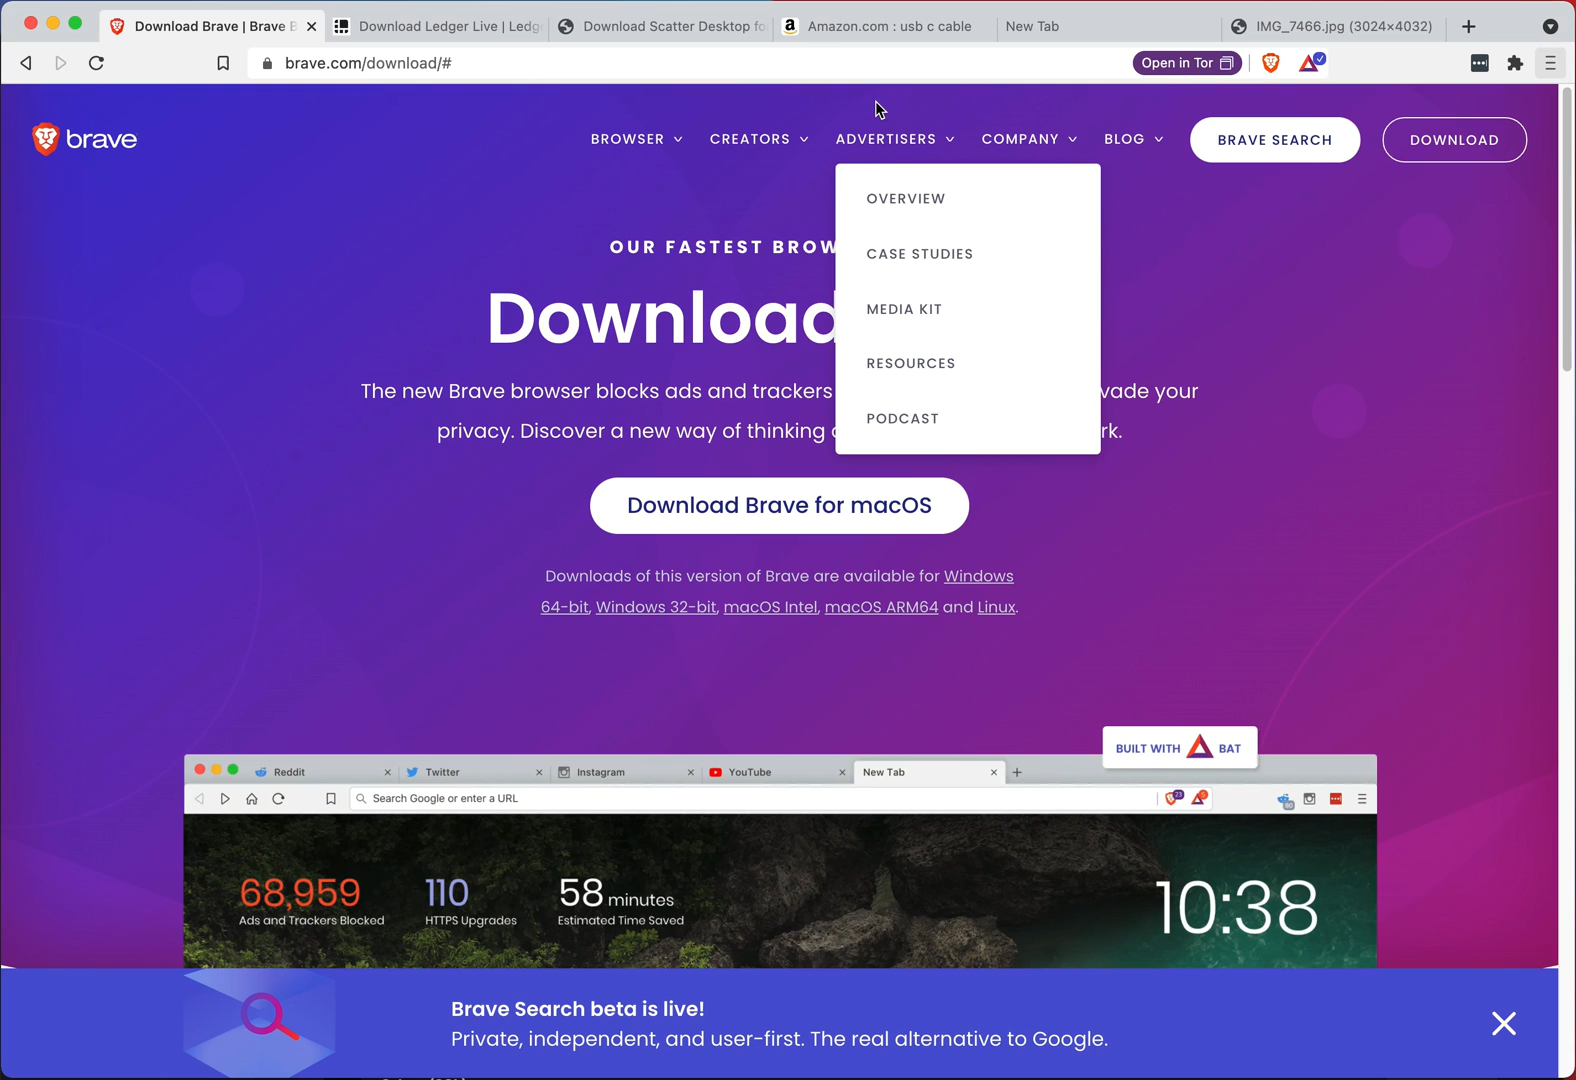 Download Brave | Brave B
Download Ledger Live | Ledg
Download Scatter Desktop fo
Amazon.com : usb c cable
New Tab
IMG_7466.jpg (3024×4032)
brave.com/download/#
Open in Tor
brave
BROWSER
CREATORS
ADVERTISERS
COMPANY
BLOG
BRAVE SEARCH
DOWNLOAD
OVERVIEW
CASE STUDIES
MEDIA KIT
RESOURCES
PODCAST
OUR FASTEST BROW
Download
The new Brave browser blocks ads and trackers vade your
privacy. Discover a new way of thinking rk.
Download Brave for macOS
Downloads of this version of Brave are available for Windows
64-bit, Windows 32-bit, macOS Intel, macOS ARM64 and Linux.
BUILT WITH BAT
Reddit
Twitter
Instagram
YouTube
New Tab
Search Google or enter a URL
23
68,959
Ads and Trackers Blocked
110
HTTPS Upgrades
58 minutes
Estimated Time Saved
10:38
Brave Search beta is live!
Private, independent, and user-first. The real alternative to Google.